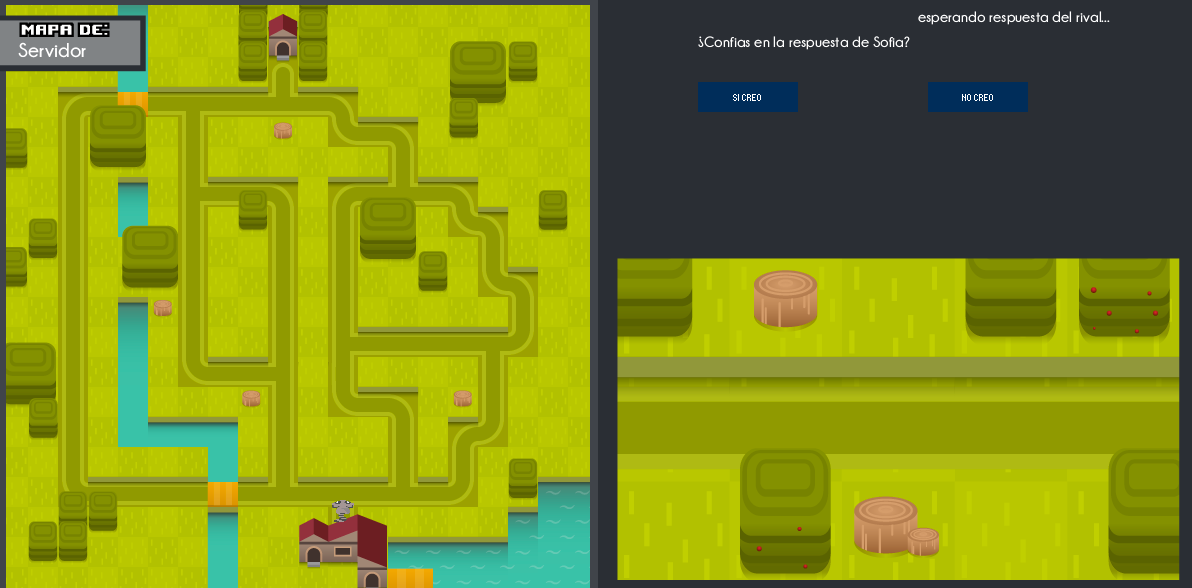 MAPA DE:
Servidor
esperando respuesta del rival...
¿Confias en la respuesta de Sofia?
SI CREO
NO CREO